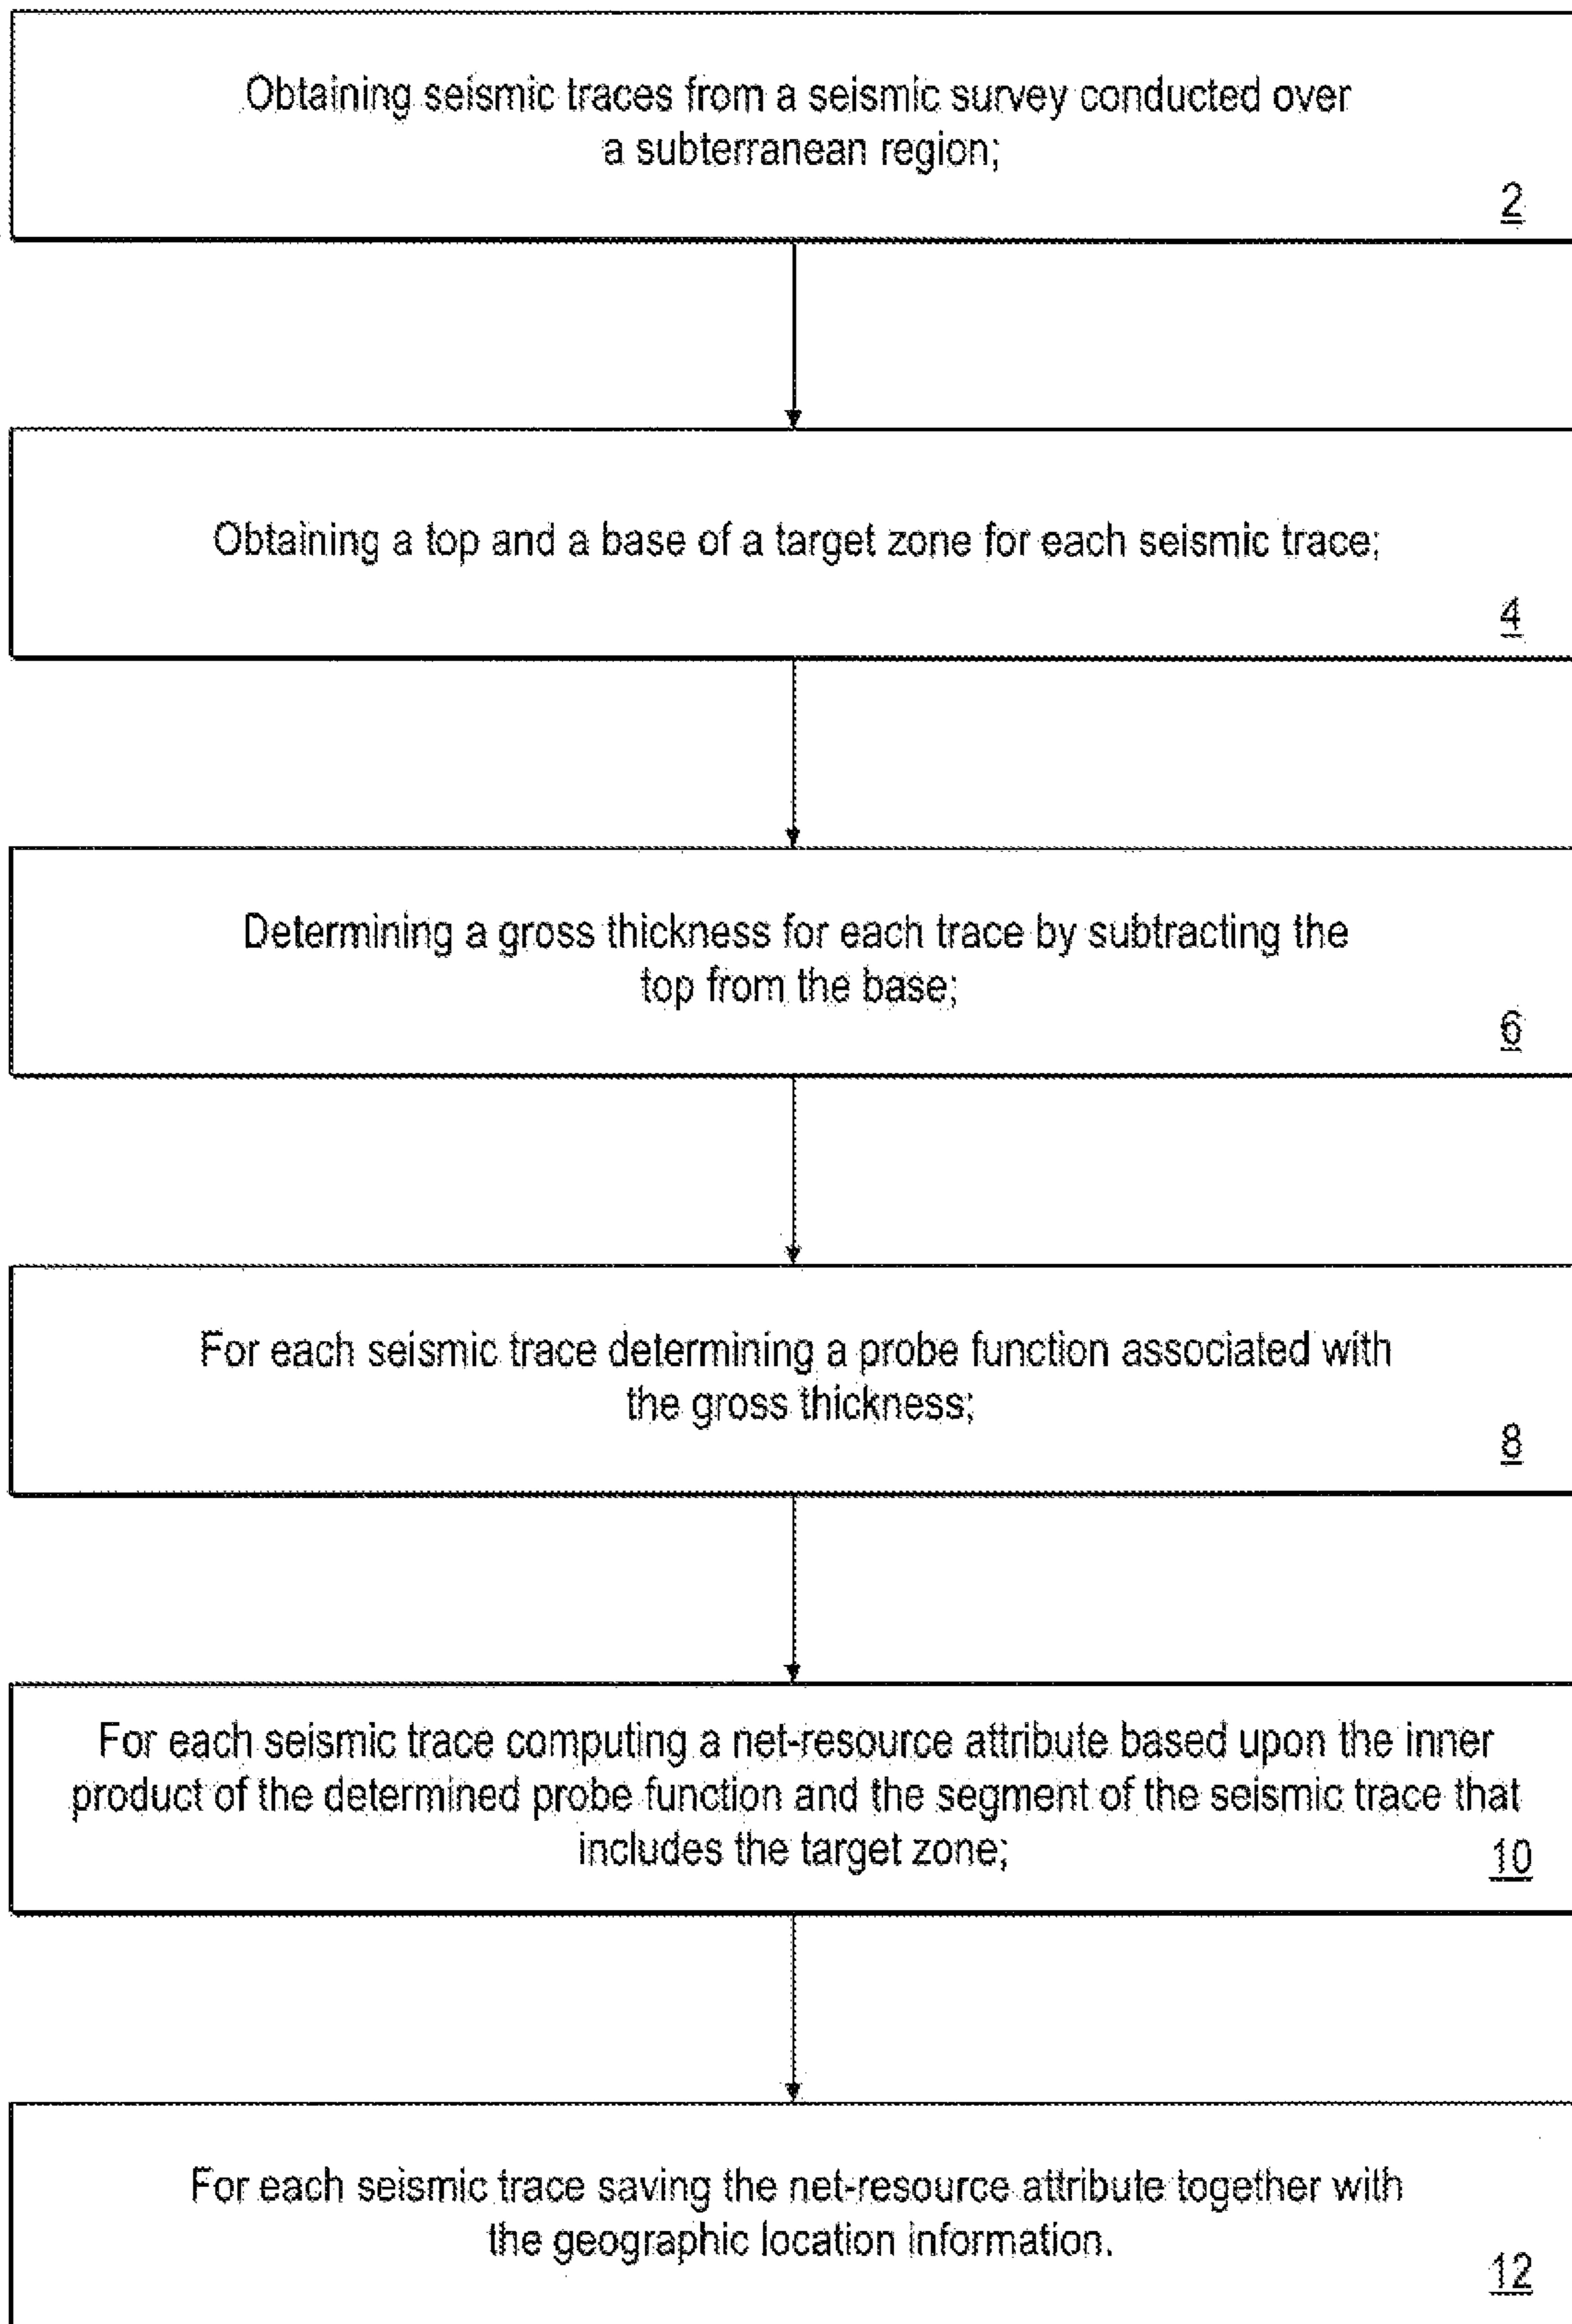 Obtaining seismic traces from a seismic survey conducted over
a subterranean region;
2
Obtaining a top and a base of a target zone for each seismic trace;
4
Determining a gross thickness for each trace by subtracting the
top from the base;
6
For each seismic trace determining a probe function associated with
the gross thickness;
8
For each seismic trace computing a net-resource attribute based upon the inner
product of the determined probe function and the segment of the seismic trace that
includes the target zone;
10
For each seismic trace saving the net-resource attribute together with
the geographic location information.
12